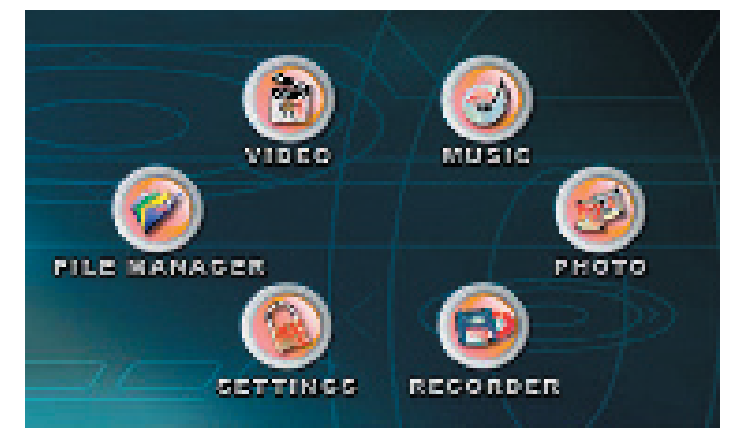 VIDEO
MUSIC
FILE MANAGER
PHOTO
SETTINGS
RECORDER